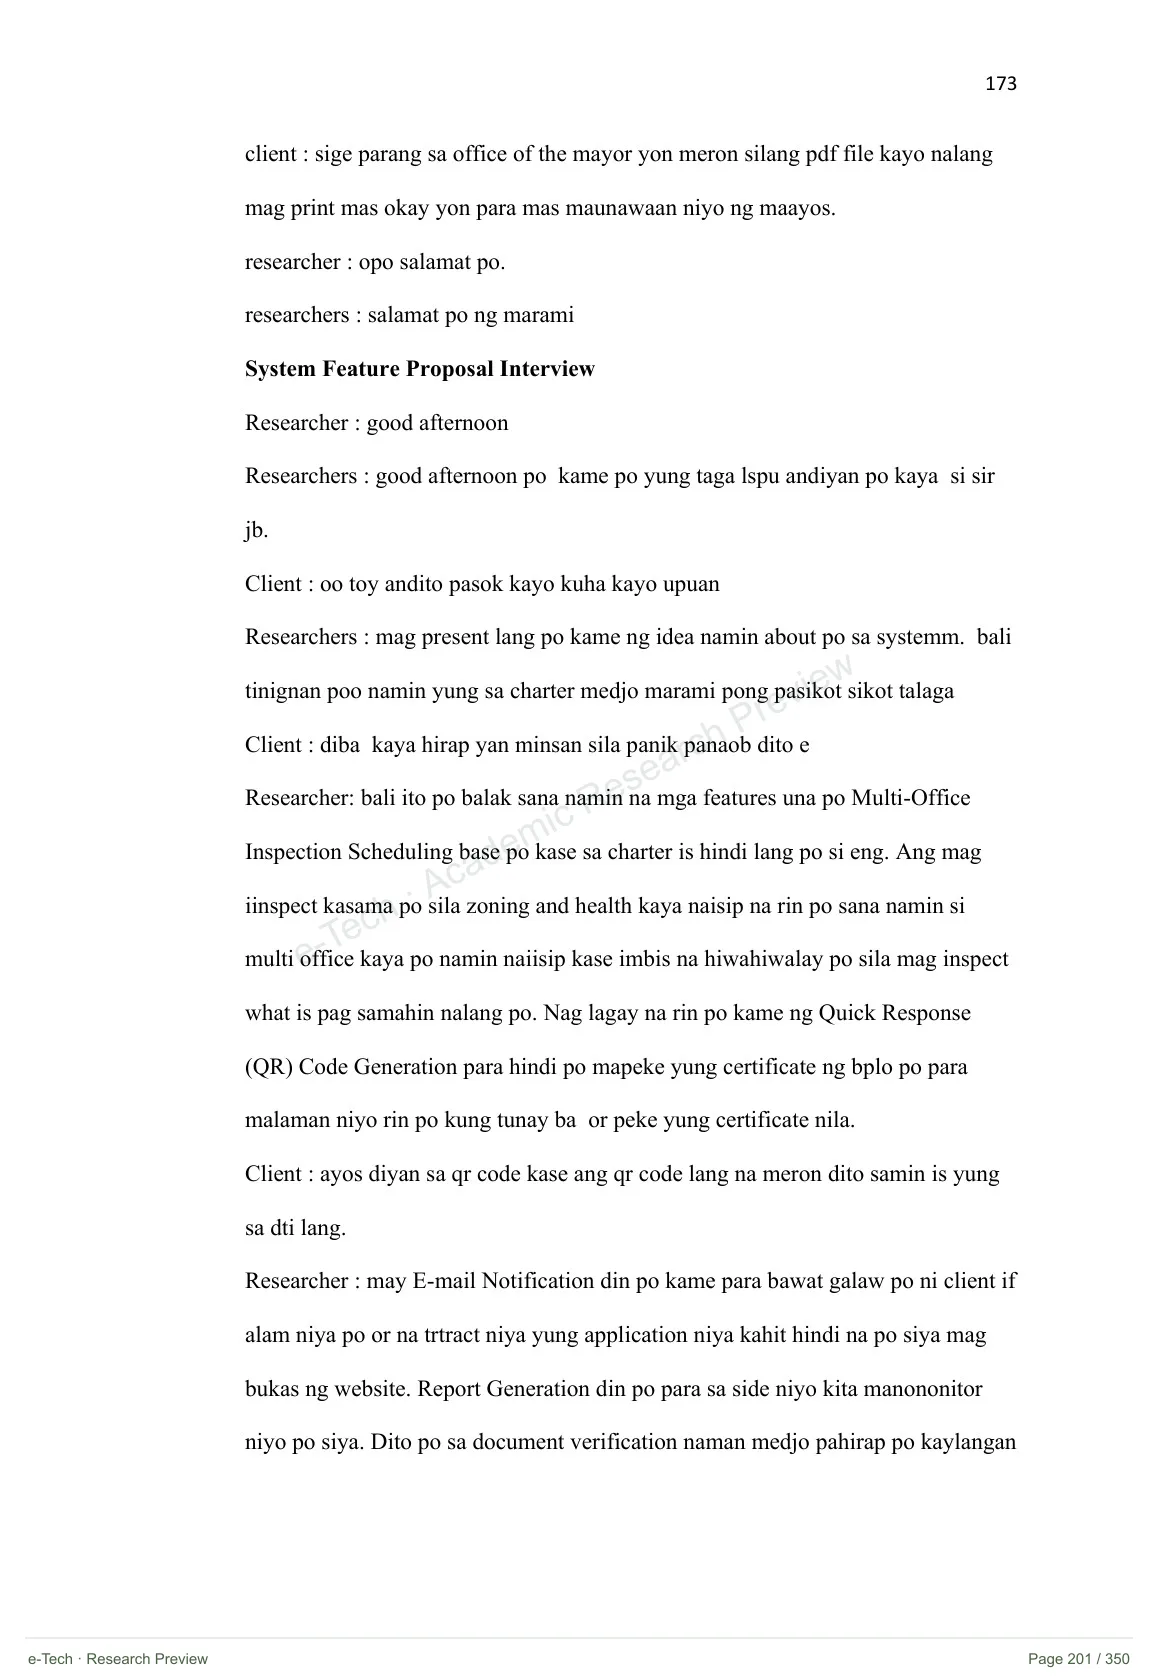 173
client : sige parang sa office of the mayor yon meron silang pdf file kayo nalang
mag print mas okay yon para mas maunawaan niyo ng maayos.
researcher : opo salamat po.
researchers : salamat po ng marami
System Feature Proposal Interview
Researcher : good afternoon
Researchers : good afternoon po  kame po yung taga lspu andiyan po kaya  si sir
jb.
Client : oo toy andito pasok kayo kuha kayo upuan
Researchers : mag present lang po kame ng idea namin about po sa systemm.  bali
tinignan poo namin yung sa charter medjo marami pong pasikot sikot talaga
Client : diba  kaya hirap yan minsan sila panik panaob dito e
Researcher: bali ito po balak sana namin na mga features una po Multi-Office
Inspection Scheduling base po kase sa charter is hindi lang po si eng. Ang mag
iinspect kasama po sila zoning and health kaya naisip na rin po sana namin si
multi office kaya po namin naiisip kase imbis na hiwahiwalay po sila mag inspect
what is pag samahin nalang po. Nag lagay na rin po kame ng Quick Response
(QR) Code Generation para hindi po mapeke yung certificate ng bplo po para
malaman niyo rin po kung tunay ba  or peke yung certificate nila.
Client : ayos diyan sa qr code kase ang qr code lang na meron dito samin is yung
sa dti lang.
Researcher : may E-mail Notification din po kame para bawat galaw po ni client if
alam niya po or na trtract niya yung application niya kahit hindi na po siya mag
bukas ng website. Report Generation din po para sa side niyo kita manononitor
niyo po siya. Dito po sa document verification naman medjo pahirap po kaylangan
e-Tech · Academic Research Preview
e-Tech · Research Preview
Page 201 / 350